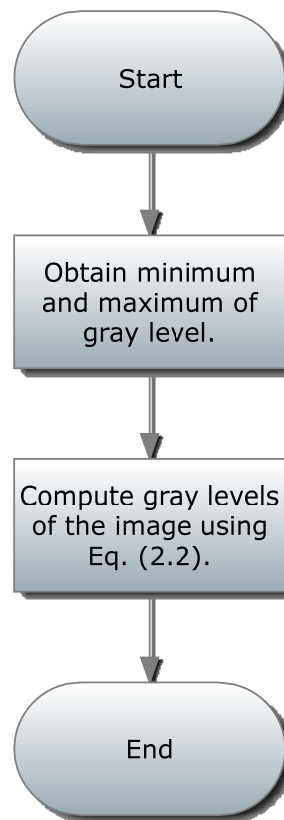 Start
Obtain minimum
and maximum of
gray level.
Compute gray levels
of the image using
Eq. (2.2).
End